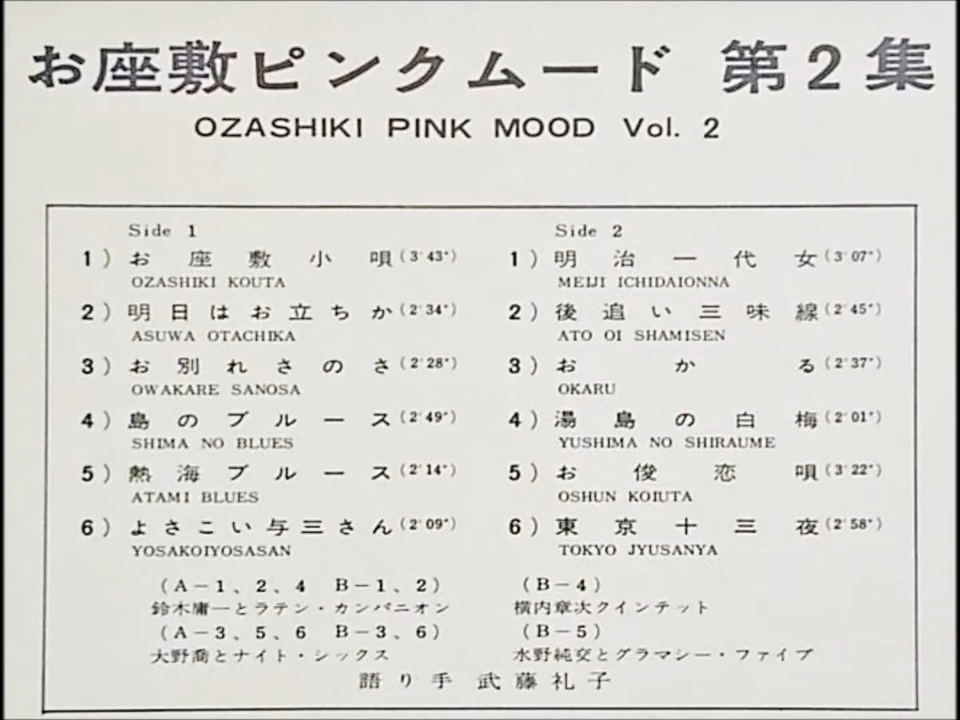 お座敷ピンクムード 第2集
OZASHIKI PINK MOOD Vol. 2
Side 1
1) お座敷小唄 (3′43″)
OZASHIKI KOUTA
2) 明日はお立ちか (2′34″)
ASUWA OTACHIKA
3) お別れさのさ (2′28″)
OWAKARE SANOSA
4) 島のブルース (2′49″)
SHIMA NO BLUES
5) 熱海ブルース (2′14″)
ATAMI BLUES
6) よさこい与三さん (2′09″)
YOSAKOIYOSASAN
Side 2
1) 明治一代女 (3′07″)
MEIJI ICHIDAIONNA
2) 後追い三味線 (2′45″)
ATO OI SHAMISEN
3) おかる (2′37″)
OKARU
4) 湯島の白梅 (2′01″)
YUSHIMA NO SHIRAUME
5) お俊恋唄 (3′22″)
OSHUN KOIUTA
6) 東京十三夜 (2′58″)
TOKYO JYUSANYA
(A－1、2、4 B－1、2)
鈴木庸一とラテン・カンパニオン
(A－3、5、6 B－3、6)
大野喬とナイト・シックス
(B－4)
横内章次クインテット
(B－5)
水野純交とグラマシー・ファイブ
語り手 武藤礼子